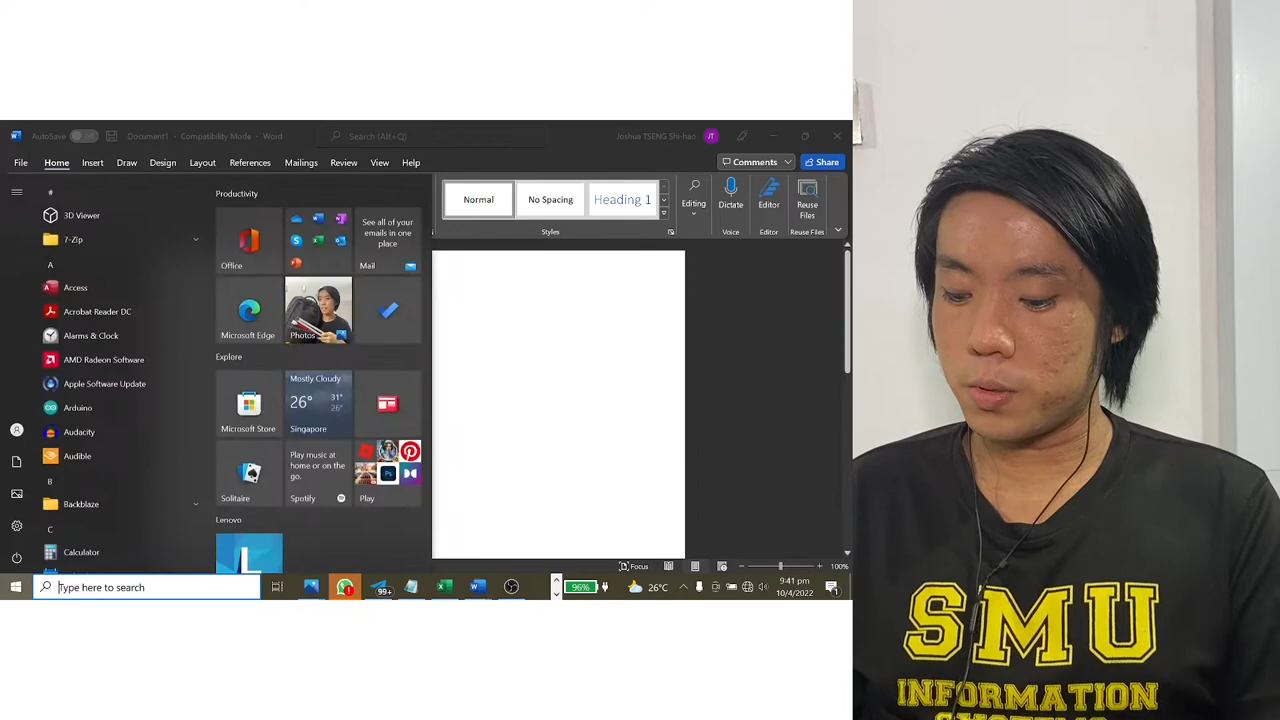 AutoSave Off Document1 - Compatibility Mode - Word Search (Alt+Q) Joshua TSENG Shi-hao JT
File Home Insert Draw Design Layout References Mailings Review View Help Comments Share
#
3D Viewer
7-Zip
A
Access
Acrobat Reader DC
Alarms & Clock
AMD Radeon Software
Apple Software Update
Arduino
Audacity
Audible
B
Backblaze
C
Calculator
Productivity
Office
See all of your
emails in one
place
Mail
Microsoft Edge
Photos
Explore
Microsoft Store
Mostly Cloudy
26° 31°
26°
Singapore
Solitaire
Play music at
home or on the
go.
Spotify
Play
Lenovo
L
Normal
No Spacing
Heading 1
Styles
Editing
Dictate
Voice
Editor
Editor
Reuse
Files
Reuse Files
Focus
100%
Type here to search
99+
96%
26°C
9:41 pm
10/4/2022
1
SMU
INFORMATION
SYSTEMS